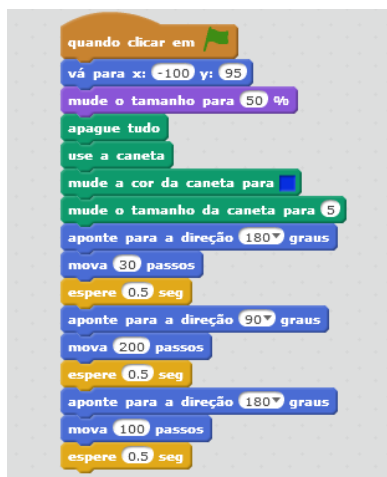 quando clicar em
vá para x: -100 y: 95
mude o tamanho para 50 %
apague tudo
use a caneta
mude a cor da caneta para
mude o tamanho da caneta para 5
aponte para a direção 180 graus
mova 30 passos
espere 0.5 seg
aponte para a direção 90 graus
mova 200 passos
espere 0.5 seg
aponte para a direção 180 graus
mova 100 passos
espere 0.5 seg